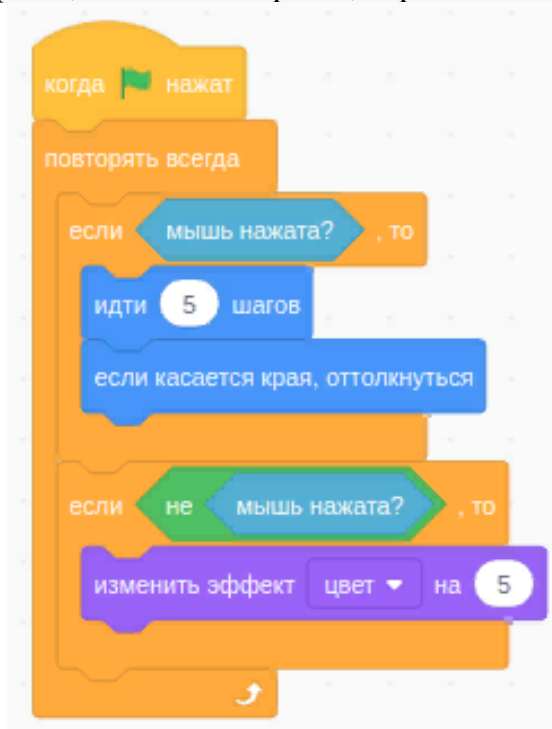 когда нажат
повторять всегда
если мышь нажата? , то
идти 5 шагов
если касается края, оттолкнуться
если не мышь нажата? , то
изменить эффект цвет на 5